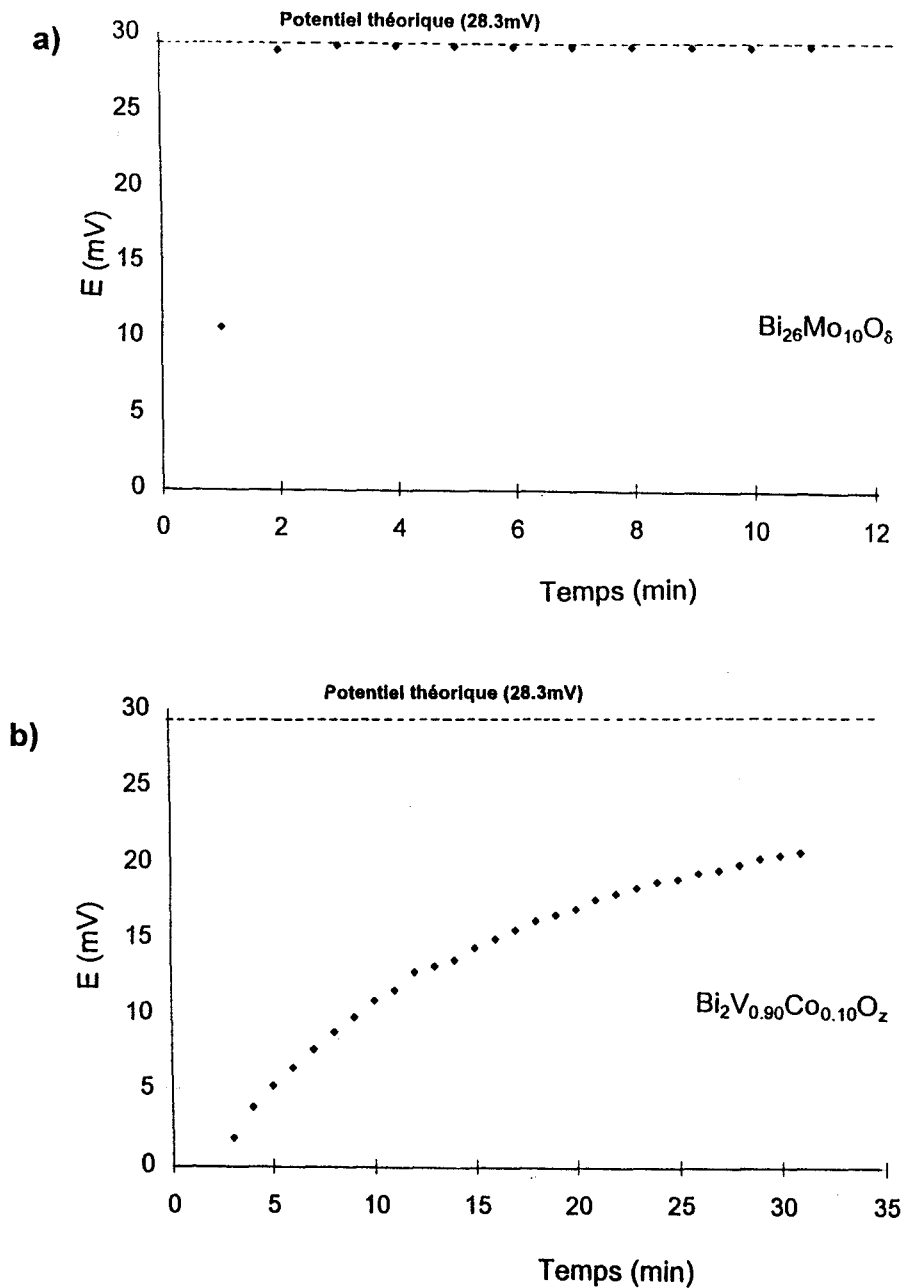 Potentiel théorique (28.3mV)
a)
30
25
20
15
10
5
0
E (mV)
Bi₂₆Mo₁₀Oδ
0 2 4 6 8 10 12
Temps (min)
Potentiel théorique (28.3mV)
b)
30
25
20
15
10
5
0
E (mV)
Bi₂V₀.₉₀Co₀.₁₀O_z
0 5 10 15 20 25 30 35
Temps (min)